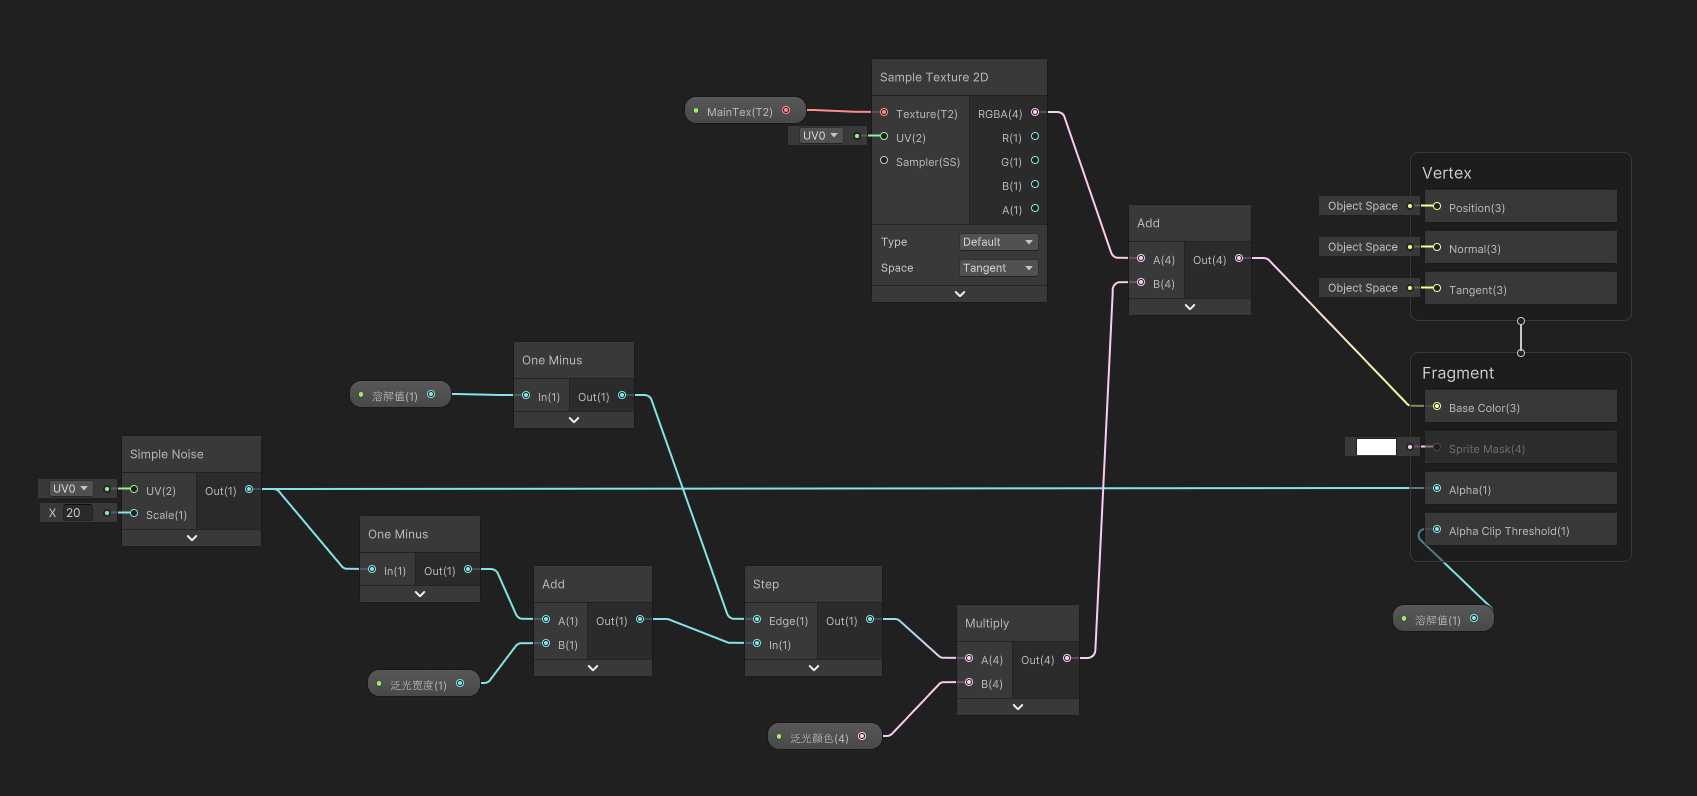 Sample Texture 2D
MainTex(T2)
Texture(T2)
RGBA(4)
UV0
UV(2)
R(1)
Sampler(SS)
G(1)
B(1)
A(1)
Type
Default
Space
Tangent
Add
A(4)
Out(4)
B(4)
Vertex
Object Space
Position(3)
Object Space
Normal(3)
Object Space
Tangent(3)
Fragment
Base Color(3)
Sprite Mask(4)
Alpha(1)
Alpha Clip Threshold(1)
溶解值(1)
One Minus
溶解值(1)
In(1)
Out(1)
Simple Noise
UV0
UV(2)
Out(1)
X 20
Scale(1)
One Minus
In(1)
Out(1)
Add
A(1)
Out(1)
B(1)
泛光宽度(1)
Step
Edge(1)
Out(1)
In(1)
Multiply
A(4)
Out(4)
B(4)
泛光颜色(4)